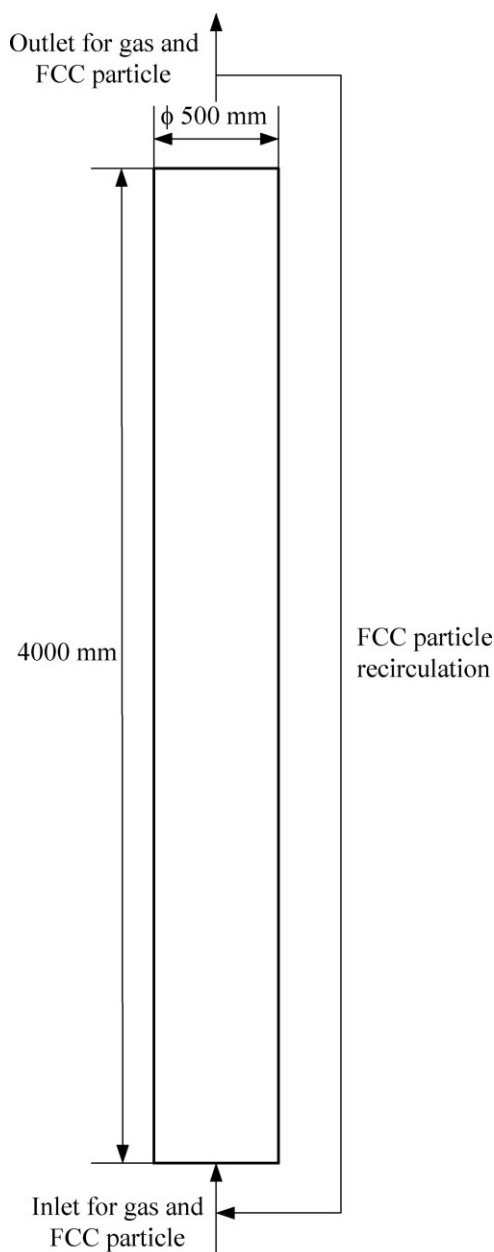 Outlet for gas and
FCC particle
ϕ 500 mm
4000 mm
FCC particle
recirculation
Inlet for gas and
FCC particle